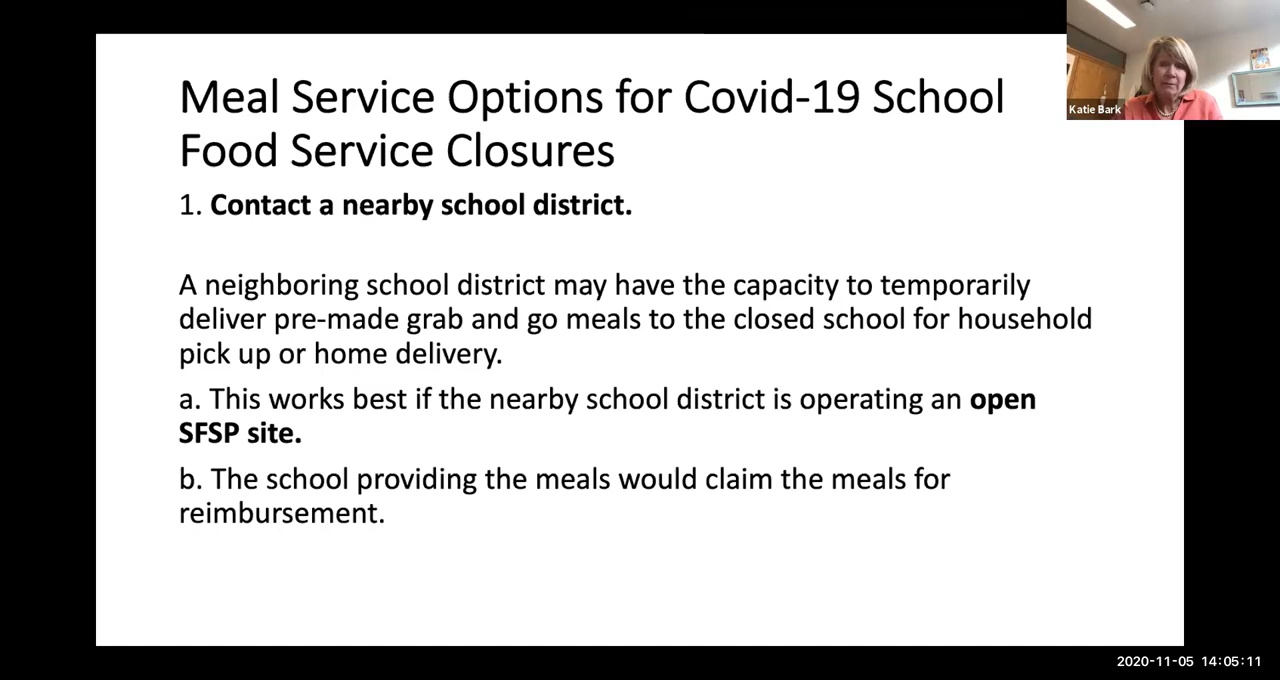 Meal Service Options for Covid-19 School
Food Service Closures
1. Contact a nearby school district.
A neighboring school district may have the capacity to temporarily
deliver pre-made grab and go meals to the closed school for household
pick up or home delivery.
a. This works best if the nearby school district is operating an open
SFSP site.
b. The school providing the meals would claim the meals for
reimbursement.
Katie Bark
2020-11-05 14:05:11